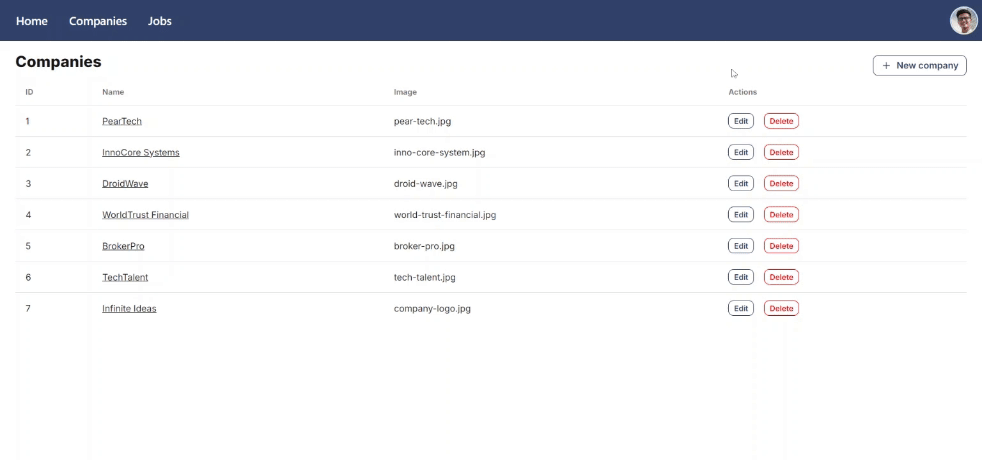 Home Companies Jobs
Companies
+ New company
ID Name Image Actions
1 PearTech pear-tech.jpg Edit Delete
2 InnoCore Systems inno-core-system.jpg Edit Delete
3 DroidWave droid-wave.jpg Edit Delete
4 WorldTrust Financial world-trust-financial.jpg Edit Delete
5 BrokerPro broker-pro.jpg Edit Delete
6 TechTalent tech-talent.jpg Edit Delete
7 Infinite Ideas company-logo.jpg Edit Delete